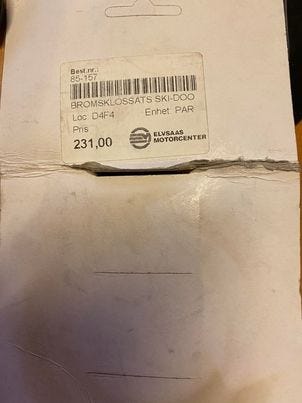 Best.nr.:
85-157
BROMSKLOSSATS SKI-DOO
Loc D4F4 Enhet PAR
Pris
231,00 ELVSAAS
MOTORCENTER